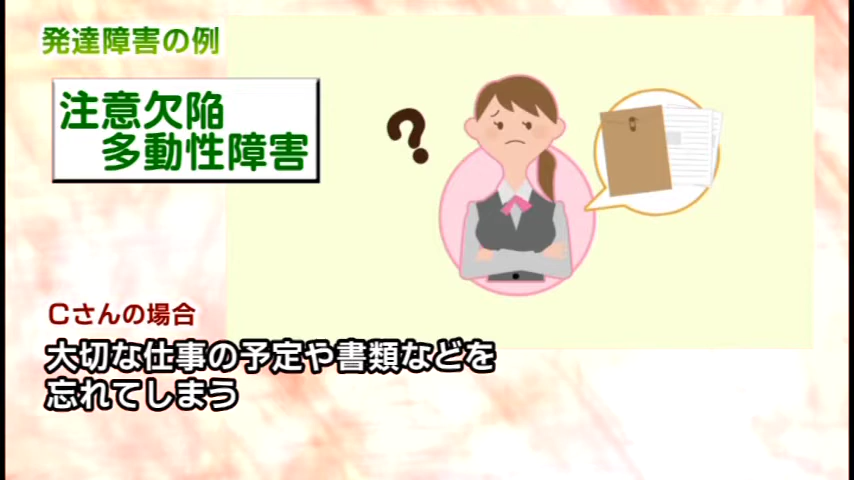 発達障害の例
注意欠陥
多動性障害
?
Cさんの場合
大切な仕事の予定や書類などを
忘れてしまう